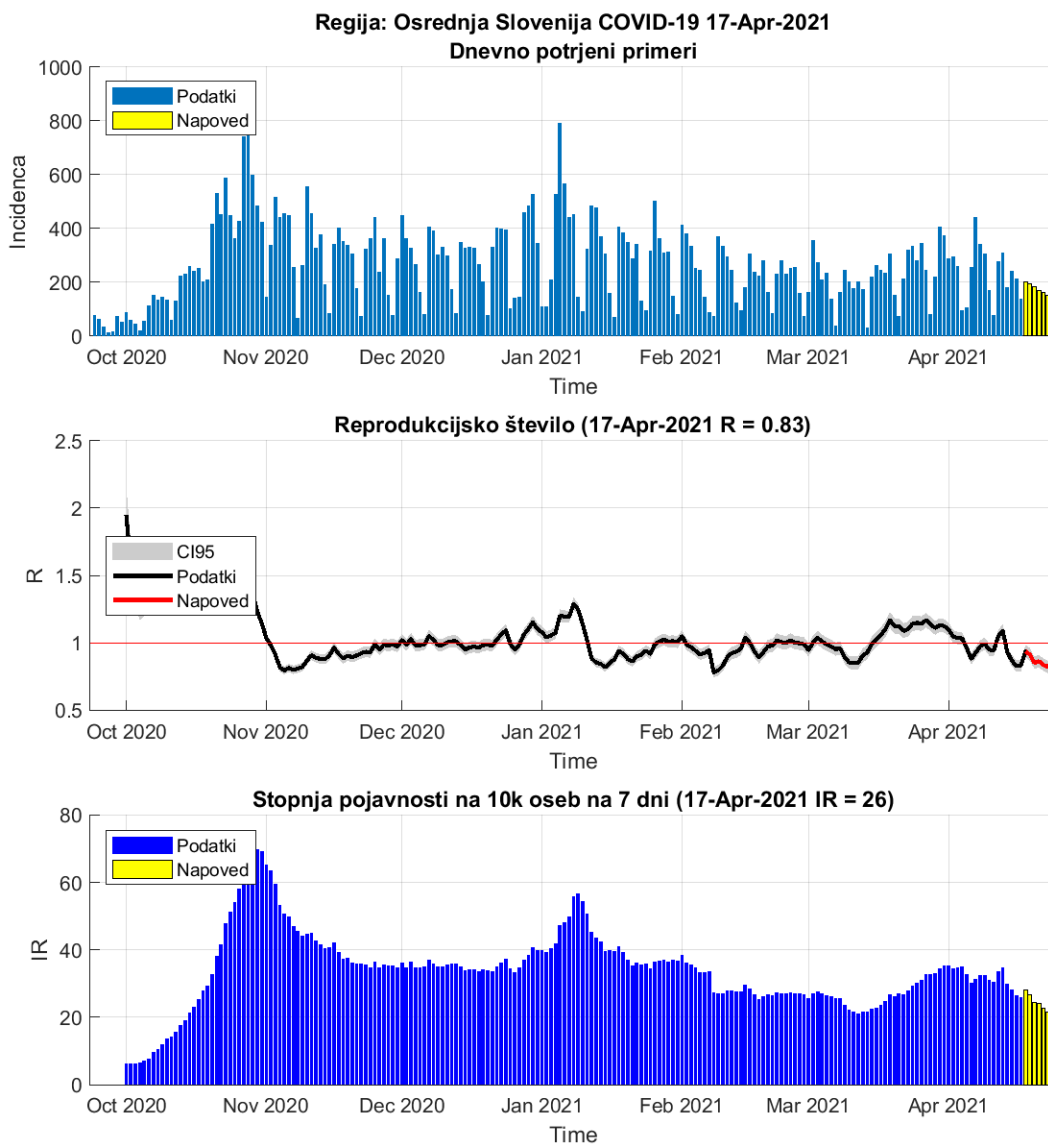 Regija: Osrednja Slovenija COVID-19 17-Apr-2021
Dnevno potrjeni primeri
1000
800
600
400
200
0
Incidenca
Podatki
Napoved
Oct 2020 Nov 2020 Dec 2020 Jan 2021 Feb 2021 Mar 2021 Apr 2021
Time
Reprodukcijsko število (17-Apr-2021 R = 0.83)
2.5
2
1.5
1
0.5
R
CI95
Podatki
Napoved
Oct 2020 Nov 2020 Dec 2020 Jan 2021 Feb 2021 Mar 2021 Apr 2021
Time
Stopnja pojavnosti na 10k oseb na 7 dni (17-Apr-2021 IR = 26)
80
60
40
20
0
IR
Podatki
Napoved
Oct 2020 Nov 2020 Dec 2020 Jan 2021 Feb 2021 Mar 2021 Apr 2021
Time